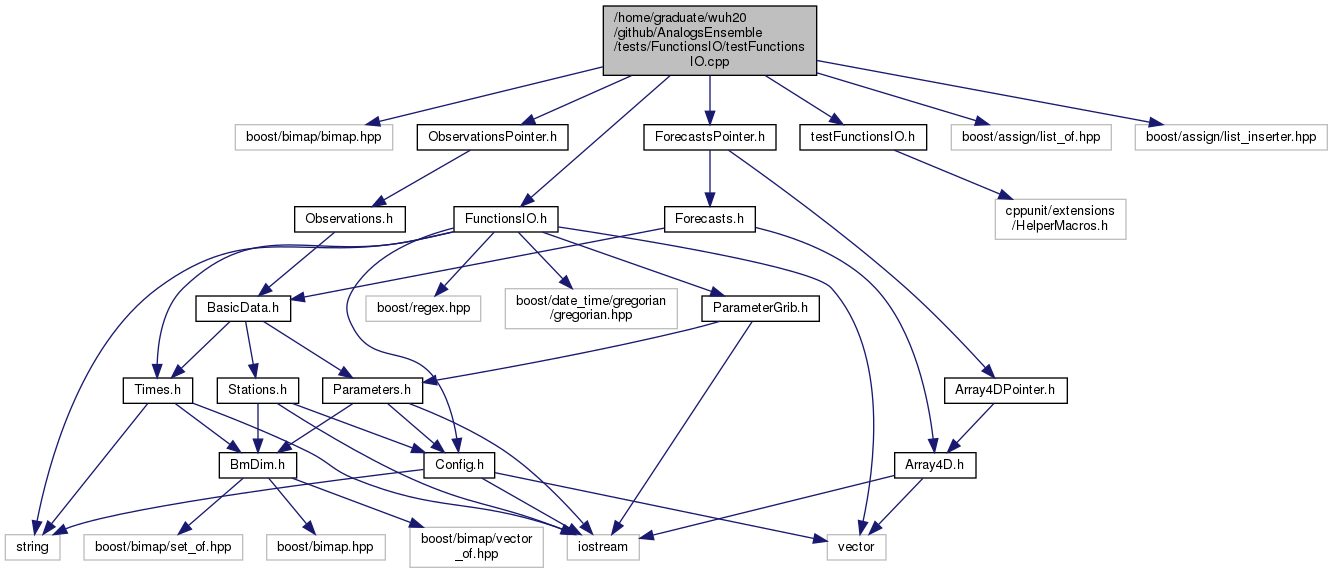 /home/graduate/wuh20
/github/AnalogsEnsemble
/tests/FunctionsIO/testFunctions
IO.cpp
boost/bimap/bimap.hpp
ObservationsPointer.h
ForecastsPointer.h
testFunctionsIO.h
boost/assign/list_of.hpp
boost/assign/list_inserter.hpp
Observations.h
FunctionsIO.h
Forecasts.h
cppunit/extensions
/HelperMacros.h
BasicData.h
boost/regex.hpp
boost/date_time/gregorian
/gregorian.hpp
ParameterGrib.h
Times.h
Stations.h
Parameters.h
Array4DPointer.h
BmDim.h
Config.h
Array4D.h
string
boost/bimap/set_of.hpp
boost/bimap.hpp
boost/bimap/vector
_of.hpp
iostream
vector